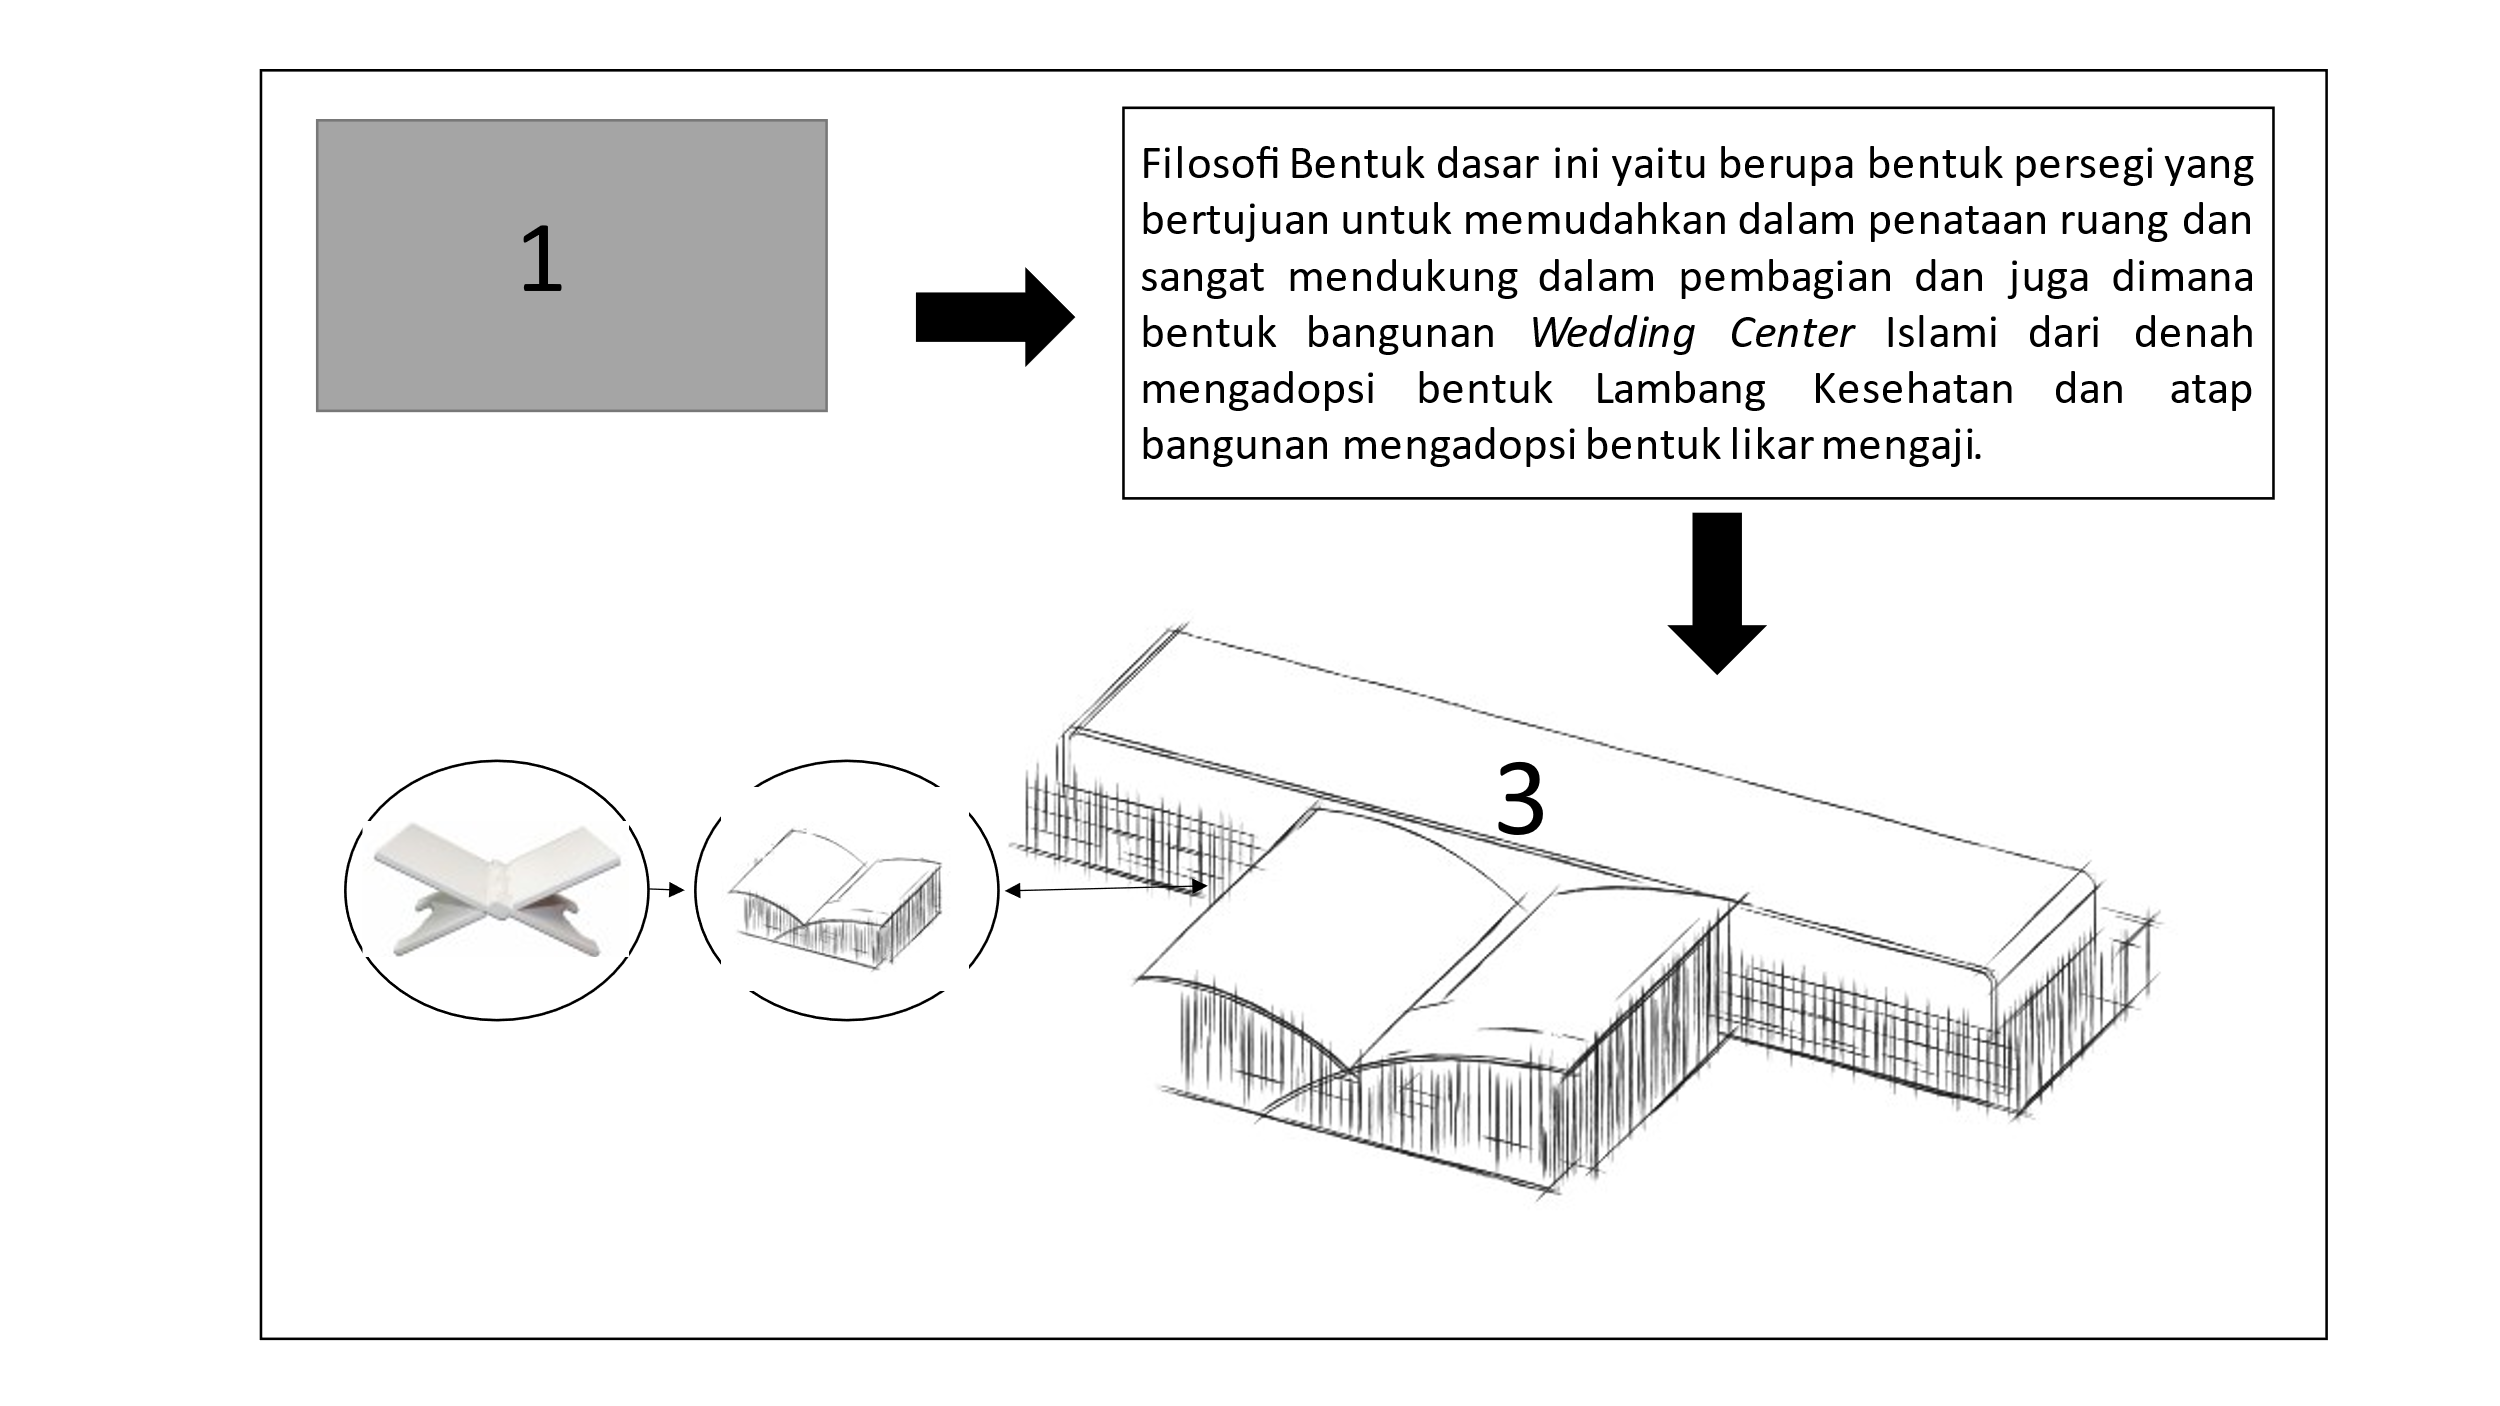 1
Filosofi Bentuk dasar ini yaitu berupa bentuk persegi yang
bertujuan untuk memudahkan dalam penataan ruang dan
sangat mendukung dalam pembagian dan juga dimana
bentuk bangunan Wedding Center Islami dari denah
mengadopsi bentuk Lambang Kesehatan dan atap
bangunan mengadopsi bentuk likar mengaji.
3